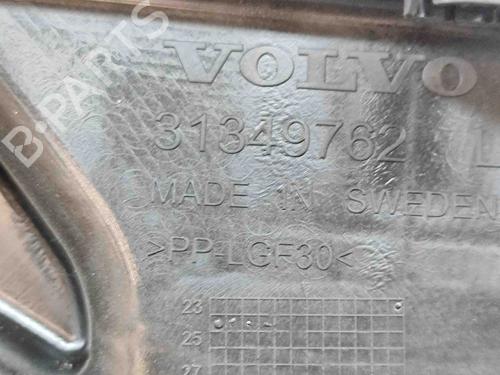 B-PARTS
VOLVO
31349762
MADE IN SWEDEN
>PP-LGF30<
23
25
27